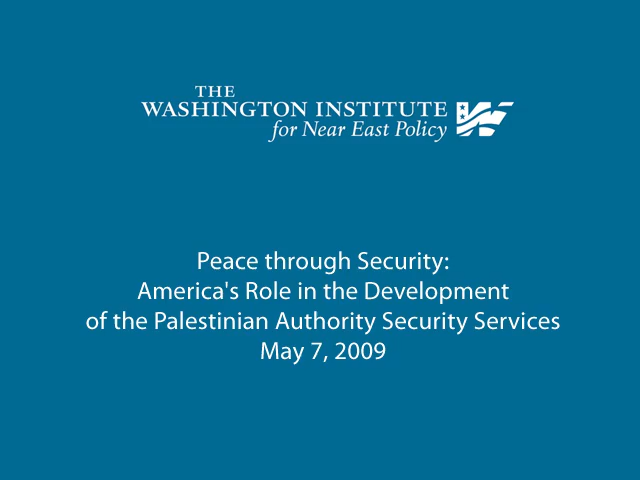 THE
WASHINGTON INSTITUTE
for Near East Policy
Peace through Security:
America's Role in the Development
of the Palestinian Authority Security Services
May 7, 2009